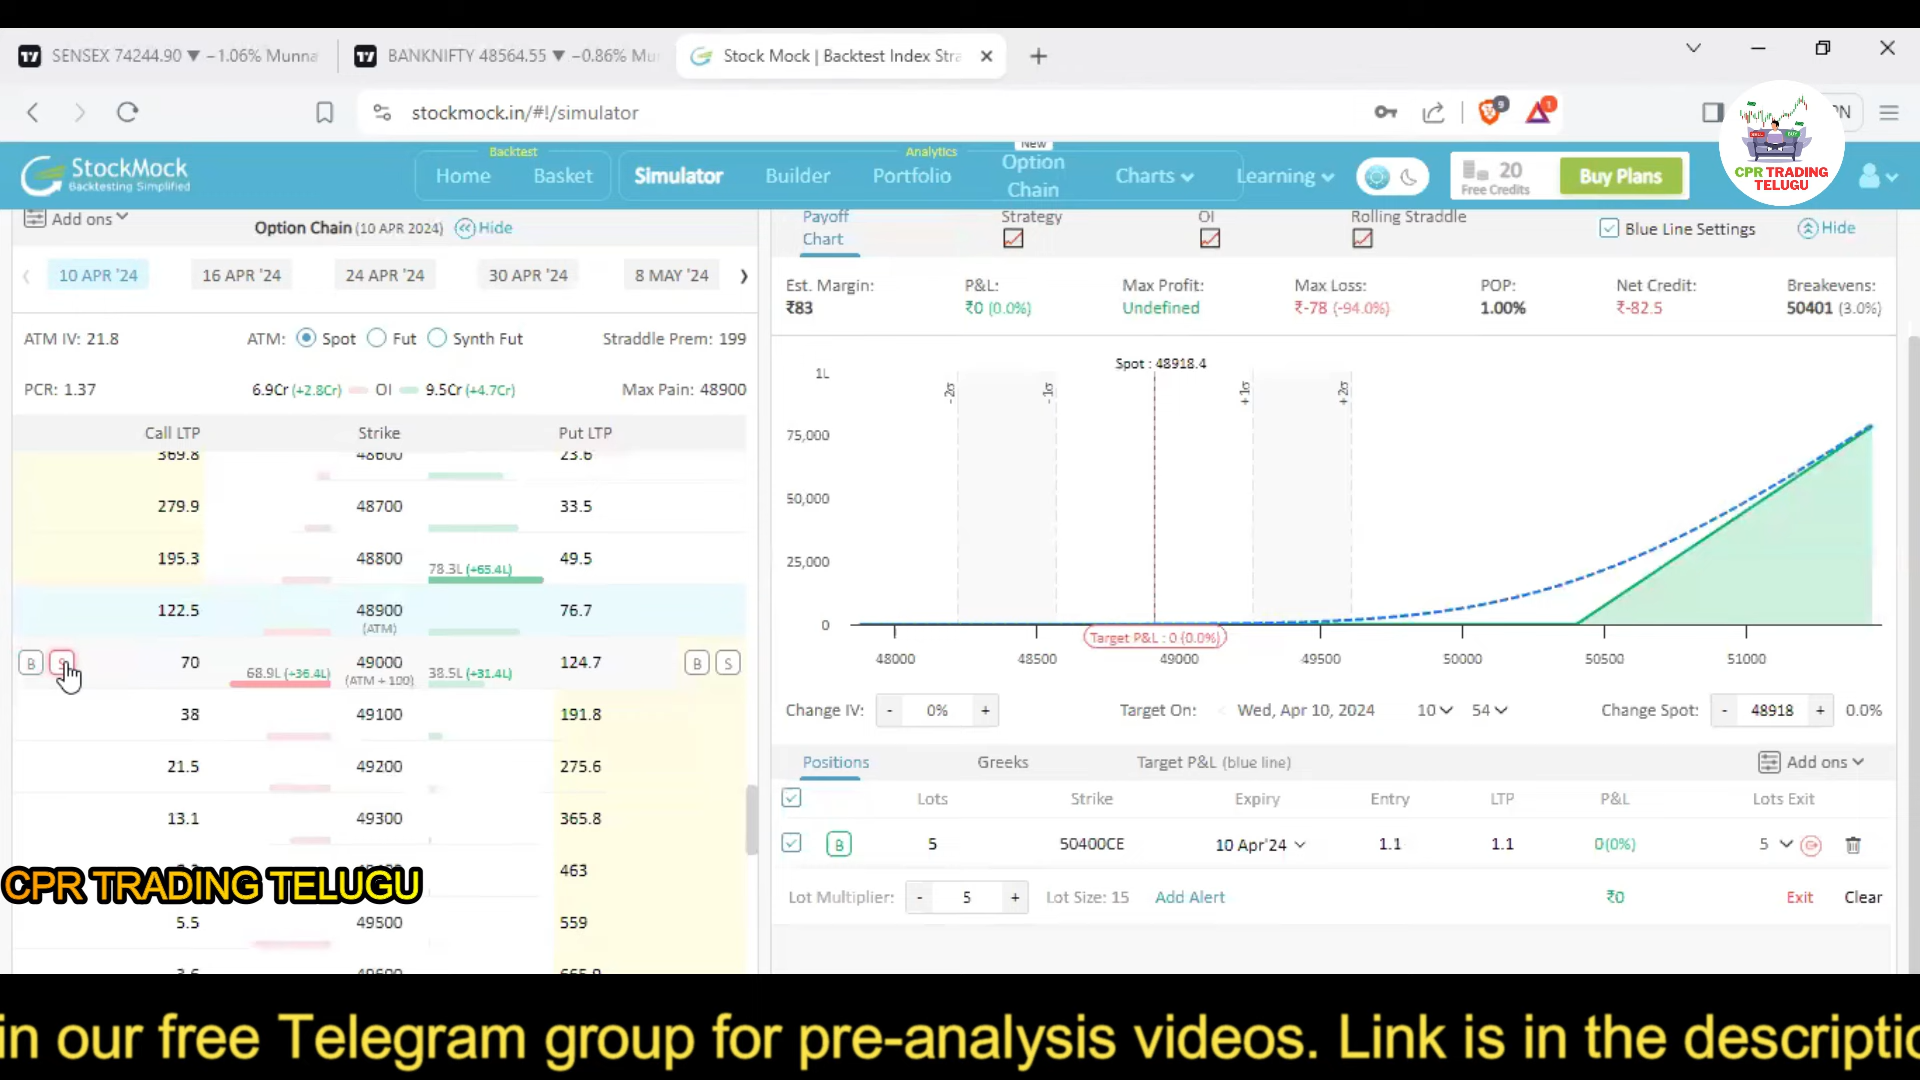 SENSEX 74244.90 ▼ −1.06% Munna
BANKNIFTY 48564.55 ▼ −0.86% Mu
Stock Mock | Backtest Index Stra
stockmock.in/#!/simulator
9
1
StockMock
Backtesting Simplified
Backtest
Home
Basket
Simulator
Builder
Analytics
Portfolio
New
Option
Chain
Charts
Learning
20
Free Credits
Buy Plans
CPR TRADING
TELUGU
Add ons
Option Chain (10 APR 2024)
Hide
10 APR '24
16 APR '24
24 APR '24
30 APR '24
8 MAY '24
ATM IV: 21.8
ATM: Spot Fut Synth Fut
Straddle Prem: 199
PCR: 1.37
6.9Cr (+2.8Cr) OI 9.5Cr (+4.7Cr)
Max Pain: 48900
Call LTP Strike Put LTP
369.8 48600 23.6
279.9 48700 33.5
195.3 48800 78.3L (+65.4L) 49.5
122.5 48900 (ATM) 76.7
B S 70 68.9L (+36.4L) 49000 (ATM + 100) 38.5L (+31.4L) 124.7 B S
38 49100 191.8
21.5 49200 275.6
13.1 49300 365.8
463
5.5 49500 559
CPR TRADING TELUGU
Payoff
Chart
Strategy
OI
Rolling Straddle
Blue Line Settings
Hide
Est. Margin: P&L: Max Profit: Max Loss: POP: Net Credit: Breakevens:
₹83 ₹0 (0.0%) Undefined ₹-78 (-94.0%) 1.00% ₹-82.5 50401 (3.0%)
Spot : 48918.4
1L
75,000
50,000
25,000
0
-2σ
-1σ
+1σ
+2σ
Target P&L : 0 (0.0%)
48000 48500 49000 49500 50000 50500 51000
Change IV: - 0% +
Target On: Wed, Apr 10, 2024 10 54
Change Spot: - 48918 + 0.0%
Positions Greeks Target P&L (blue line) Add ons
Lots Strike Expiry Entry LTP P&L Lots Exit
B 5 50400CE 10 Apr'24 1.1 1.1 0(0%) 5
Lot Multiplier: - 5 + Lot Size: 15 Add Alert ₹0 Exit Clear
in our free Telegram group for pre-analysis videos. Link is in the descriptio